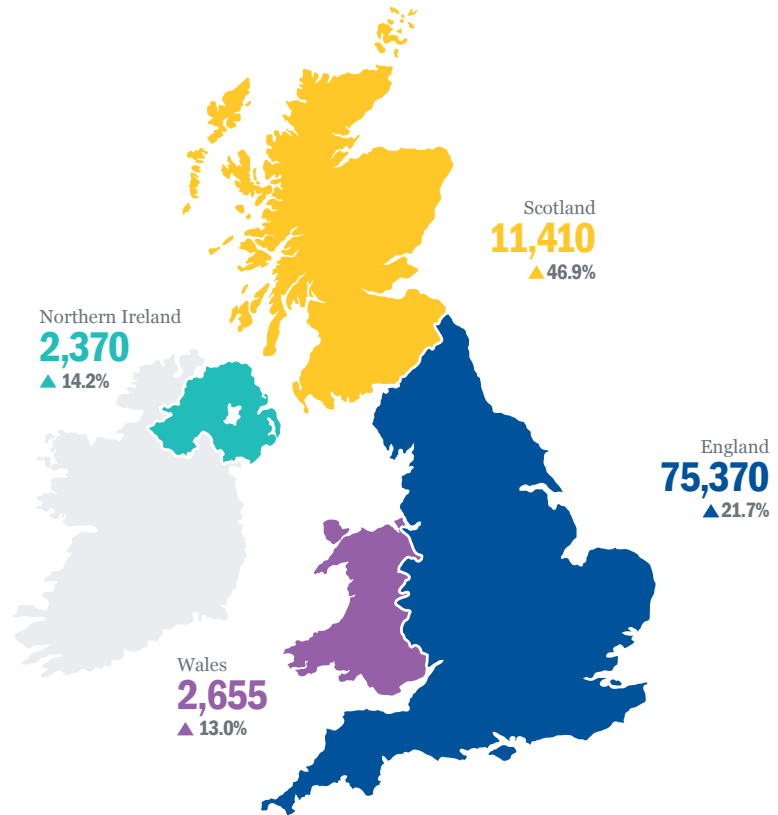 Scotland
11,410
▲46.9%
Northern Ireland
2,370
▲ 14.2%
England
75,370
▲21.7%
Wales
2,655
▲ 13.0%